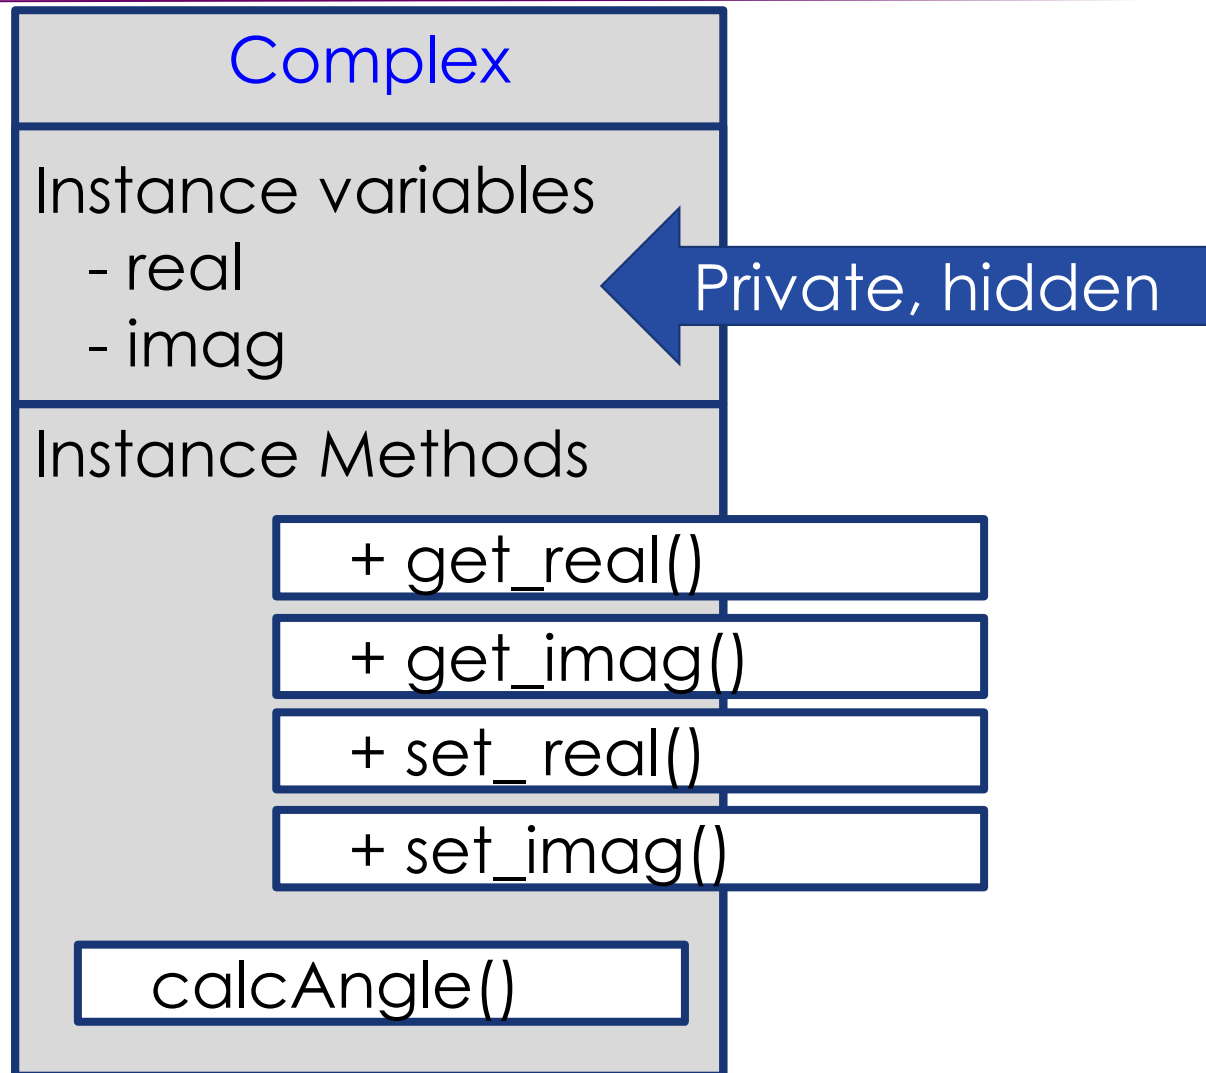 Complex
Instance variables
- real
- imag
Private, hidden
Instance Methods
+ get_real()
+ get_imag()
+ set_ real()
+ set_imag()
calcAngle()